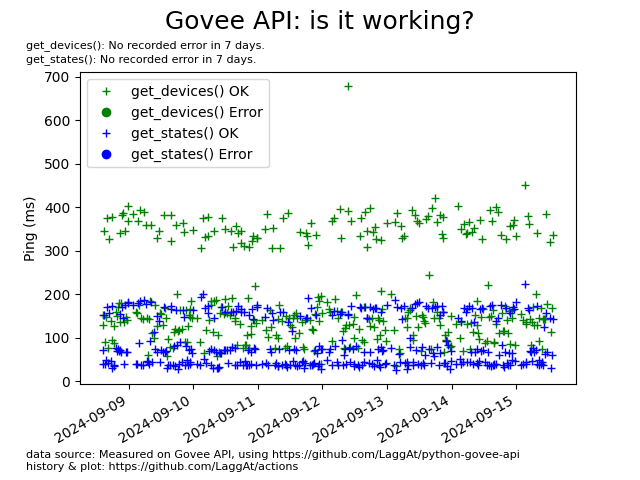 Govee API: is it working?
get_devices(): No recorded error in 7 days.
get_states(): No recorded error in 7 days.
get_devices() OK
get_devices() Error
get_states() OK
get_states() Error
Ping (ms)
700
600
500
400
300
200
100
0
2024-09-09
2024-09-10
2024-09-11
2024-09-12
2024-09-13
2024-09-14
2024-09-15
data source: Measured on Govee API, using https://github.com/LaggAt/python-govee-api
history & plot: https://github.com/LaggAt/actions